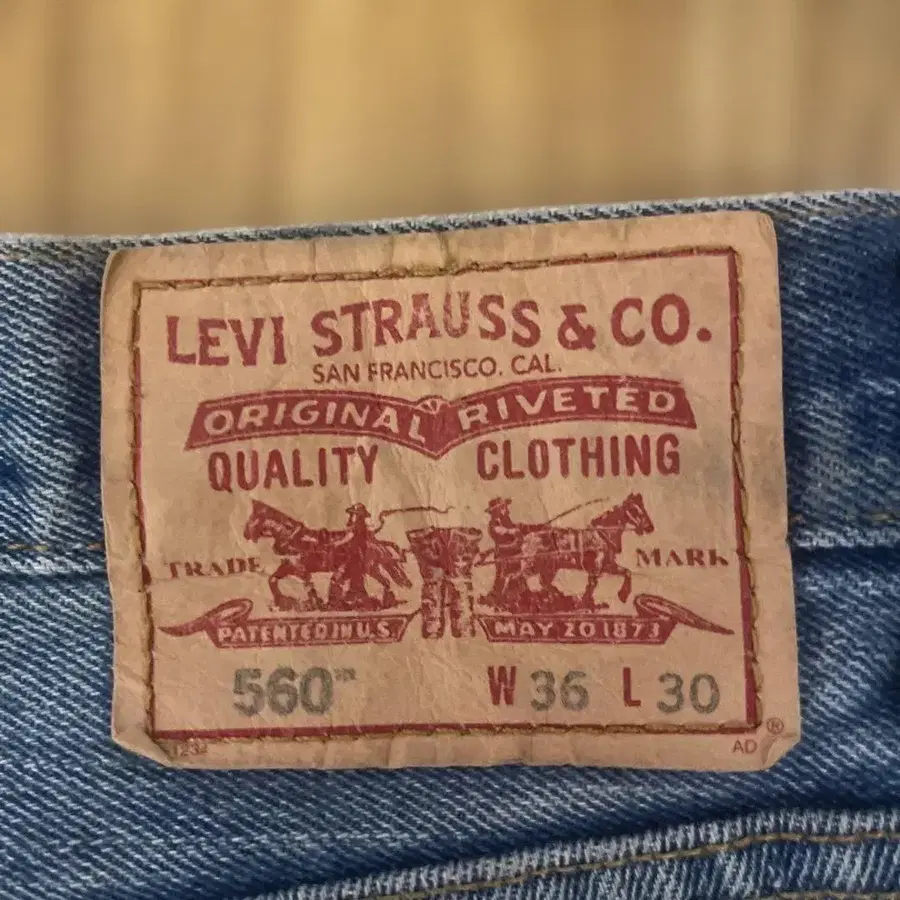 LEVI STRAUSS & CO.
SAN FRANCISCO. CAL.
ORIGINAL RIVETED
QUALITY CLOTHING
TRADE MARK
PATENTED IN U.S. MAY 20 1873
560™ W 36 L 30
AD ®